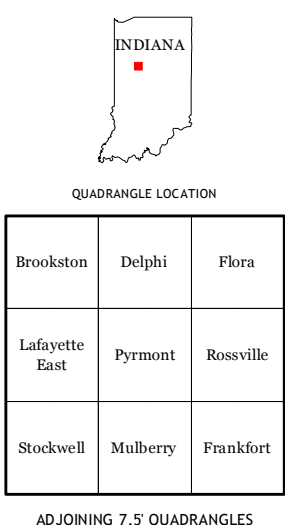 INDIANA
QUADRANGLE LOCATION
Brookston Delphi Flora
Lafayette
East
Pyrmont Rossville
Stockwell Mulberry Frankfort
ADJOINING 7.5' QUADRANGLES